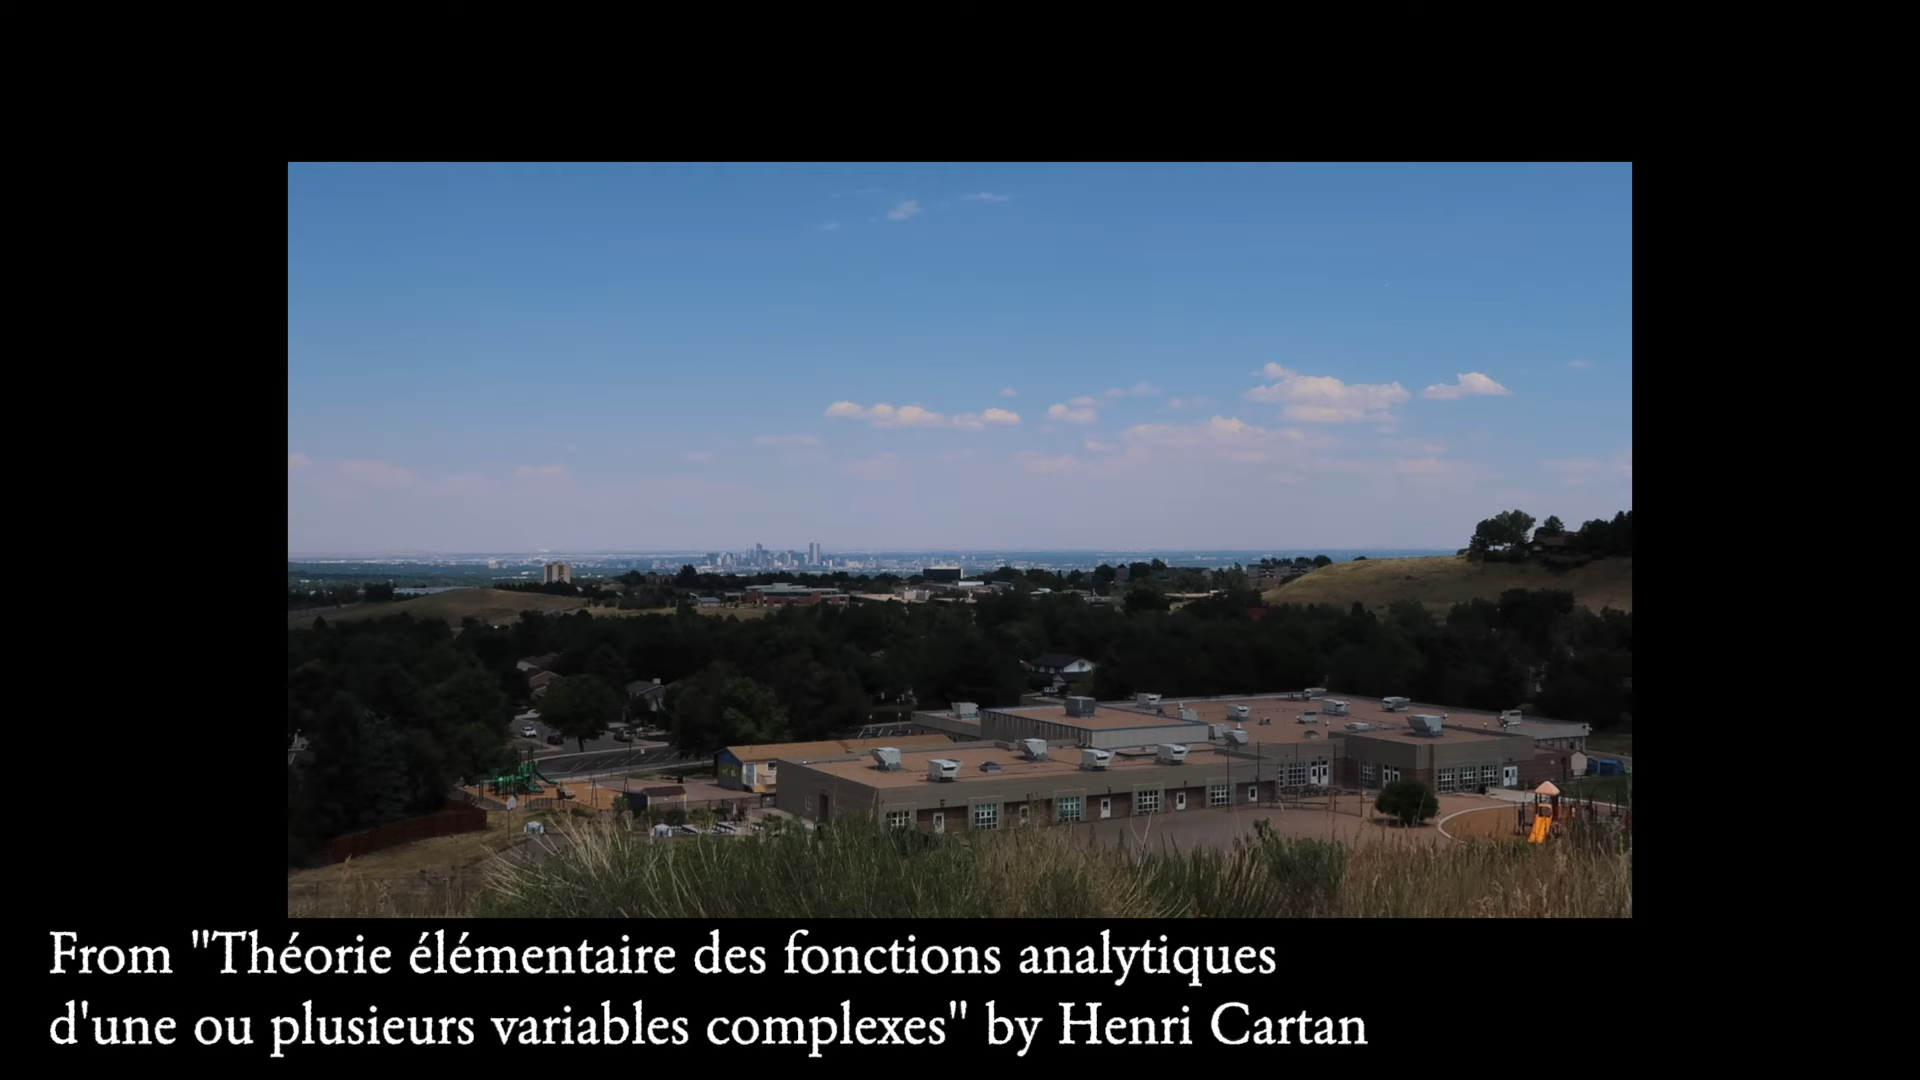 From "Théorie élémentaire des fonctions analytiques
d'une ou plusieurs variables complexes" by Henri Cartan